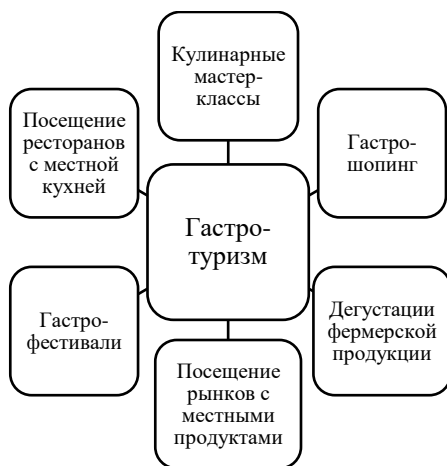 Кулинарные
мастер-
классы
Посещение
ресторанов
с местной
кухней
Гастро-
шопинг
Гастро-
туризм
Гастро-
фестивали
Дегустации
фермерской
продукции
Посещение
рынков с
местными
продуктами